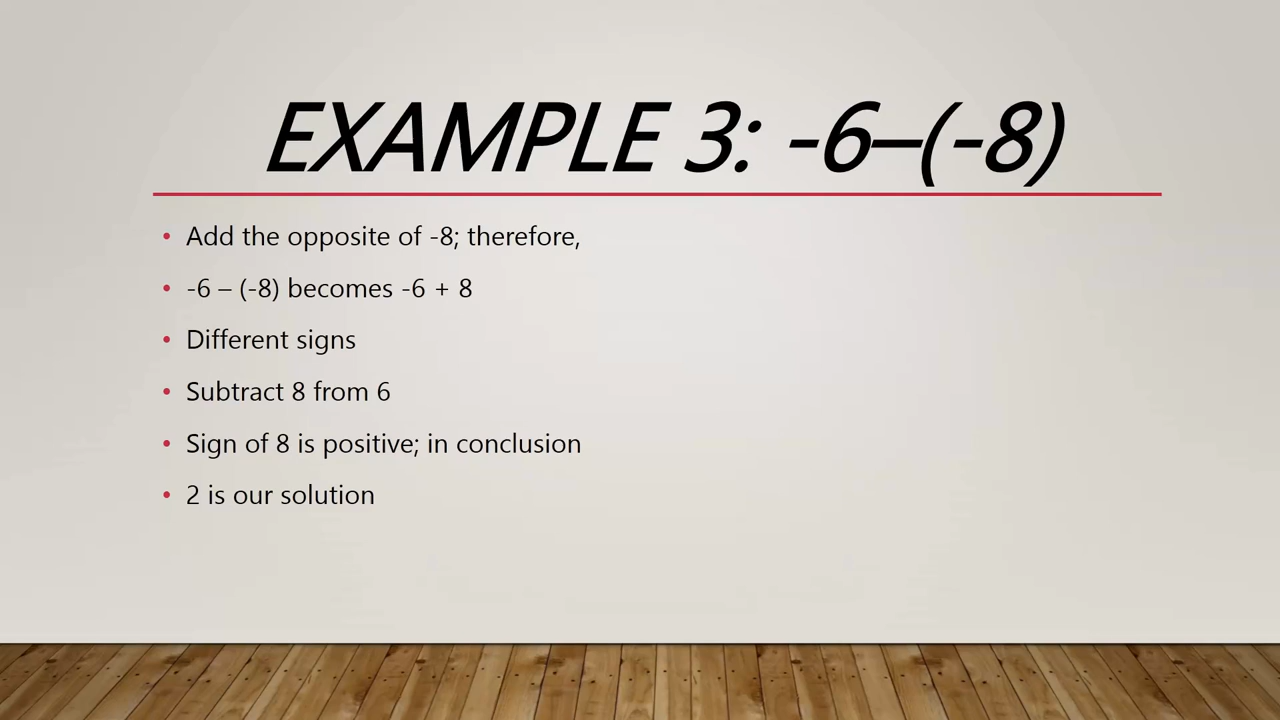 EXAMPLE 3: -6–(-8)
• Add the opposite of -8; therefore,
• -6 – (-8) becomes -6 + 8
• Different signs
• Subtract 8 from 6
• Sign of 8 is positive; in conclusion
• 2 is our solution